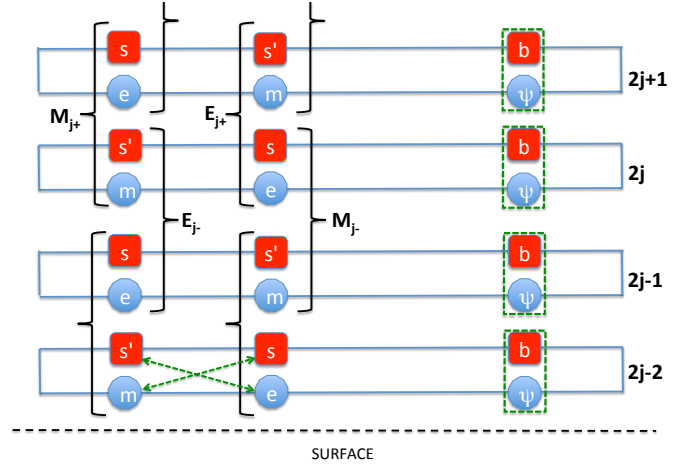 s s' b
e m ψ 2j+1
M_{j+} E_{j+}
s' s b
m e ψ 2j
E_{j-} M_{j-}
s s' b
e m ψ 2j-1
s' s b
m e ψ 2j-2
SURFACE